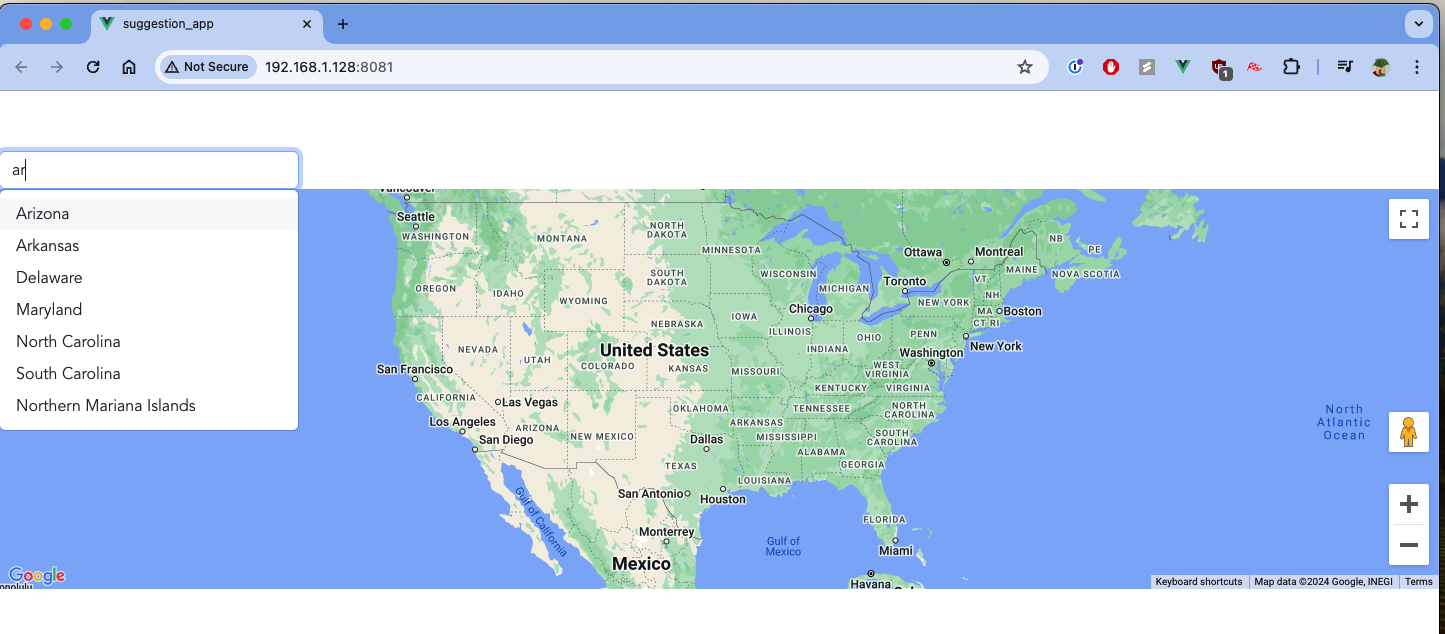 suggestion_app
Not Secure
192.168.1.128:8081
1
ar
Arizona
Arkansas
Delaware
Maryland
North Carolina
South Carolina
Northern Mariana Islands
Vancouver
Seattle
WASHINGTON
MONTANA
NORTH
DAKOTA
MINNESOTA
Ottawa
Montreal
NB
PE
MAINE
NOVA SCOTIA
OREGON
IDAHO
SOUTH
DAKOTA
WISCONSIN
MICHIGAN
Toronto
VT
NH
WYOMING
NEW YORK
MA
Boston
CT RI
Chicago
IOWA
NEBRASKA
ILLINOIS
INDIANA
OHIO
PENN
New York
NEVADA
UTAH
United States
COLORADO
KANSAS
MISSOURI
WEST
VIRGINIA
Washington
San Francisco
CALIFORNIA
Las Vegas
KENTUCKY
VIRGINIA
OKLAHOMA
TENNESSEE
NORTH
CAROLINA
Los Angeles
ARIZONA
NEW MEXICO
ARKANSAS
MISSISSIPPI
SOUTH
CAROLINA
San Diego
Dallas
ALABAMA
TEXAS
GEORGIA
LOUISIANA
San Antonio
Houston
Gulf of California
FLORIDA
Monterrey
Gulf of
Mexico
Miami
Mexico
Havana
North
Atlantic
Ocean
Google
Honolulu
Keyboard shortcuts
Map data ©2024 Google, INEGI
Terms